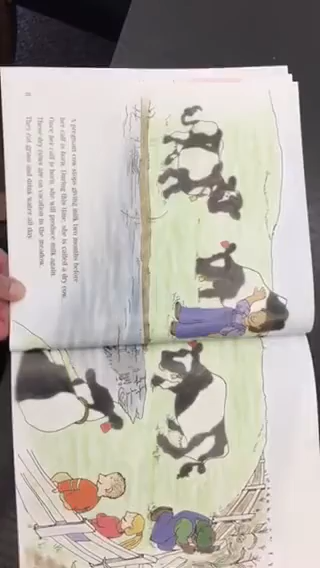 A pregnant cow stops giving milk two months before
her calf is born. During this time, she is called a dry cow.
Once her calf is born, she will produce milk again.
These dry cows are on vacation in the meadow.
They eat grass and drink water all day.